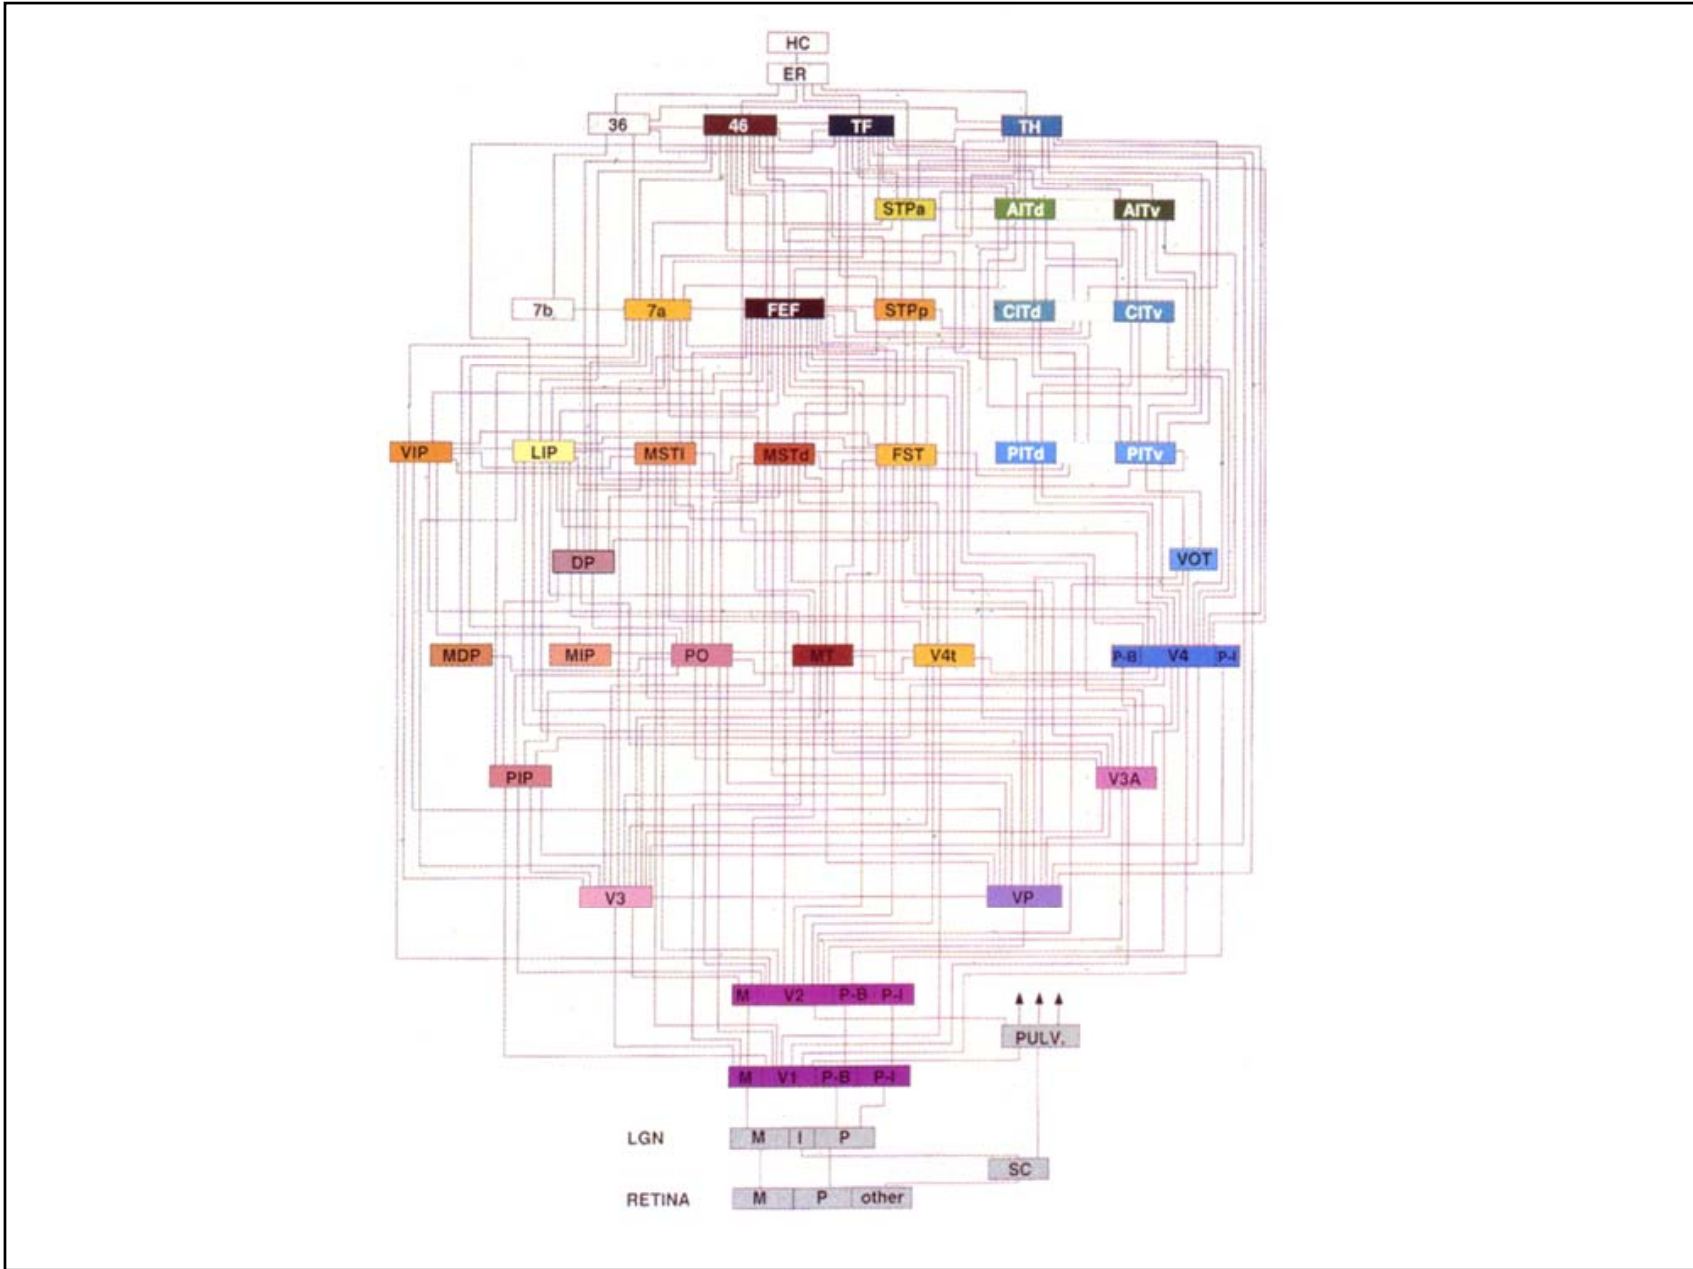 HC
ER
36 46 TF TH
STPa AITd AITv
7b 7a FEF STPp CITd CITv
VIP LIP MSTl MSTd FST PITd PITv
DP VOT
MDP MIP PO MT V4t P-B V4 P-I
PIP V3A
V3 VP
M V2 P-B P-I
PULV.
M V1 P-B P-I
LGN M I P
SC
RETINA M P other